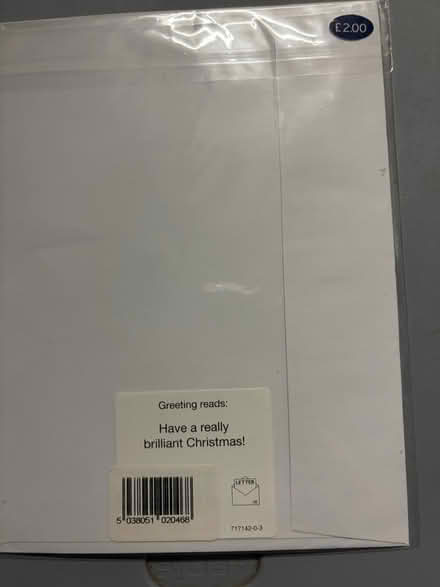 £2.00
Greeting reads:
Have a really
brilliant Christmas!
LETTER
5 038051 020468
717142-0-3